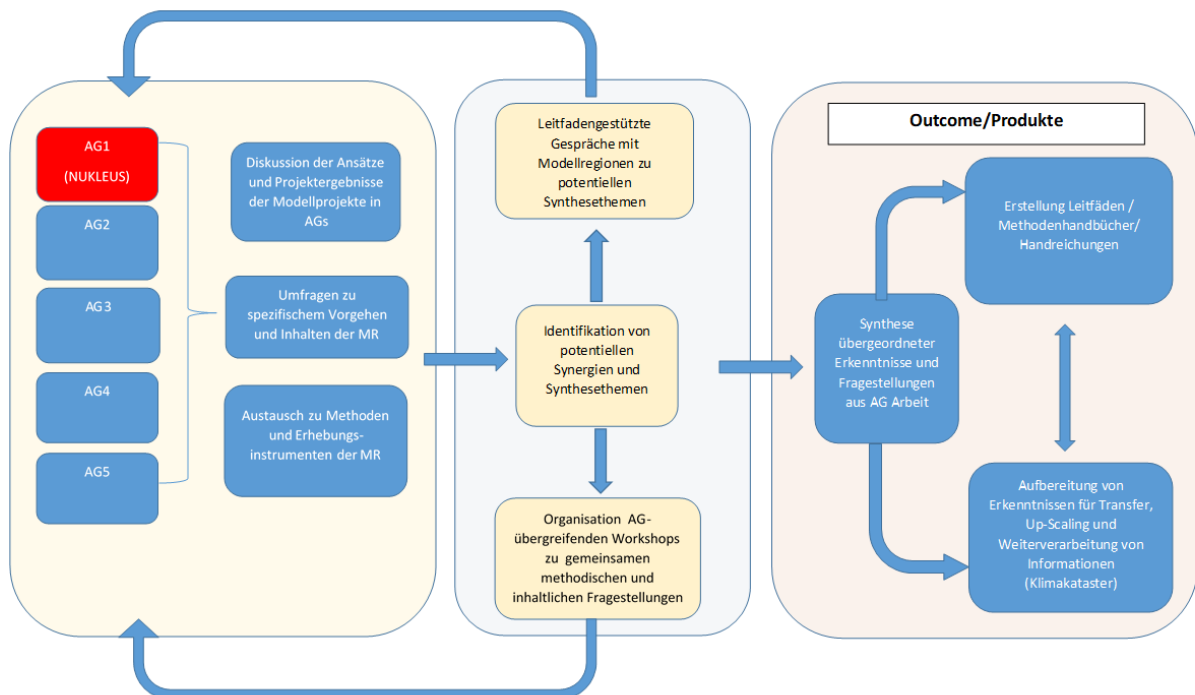 AG1
(NUKLEUS)
AG2
AG3
AG4
AG5
Diskussion der Ansätze
und Projektergebnisse
der Modellprojekte in
AGs
Umfragen zu
spezifischem Vorgehen
und Inhalten der MR
Austausch zu Methoden
und Erhebungs-
instrumenten der MR
Leitfadengestützte
Gespräche mit
Modellregionen zu
potentiellen
Synthesethemen
Identifikation von
potentiellen
Synergien und
Synthesethemen
Organisation AG-
übergreifenden Workshops
zu gemeinsamen
methodischen und
inhaltlichen Fragestellungen
Outcome/Produkte
Synthese
übergeordneter
Erkenntnisse und
Fragestellungen
aus AG Arbeit
Erstellung Leitfäden /
Methodenhandbücher/
Handreichungen
Aufbereitung von
Erkenntnissen für Transfer,
Up-Scaling und
Weiterverarbeitung von
Informationen
(Klimakataster)